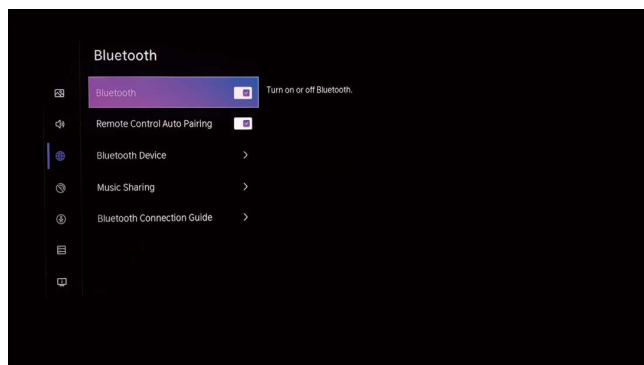 Bluetooth
Bluetooth
Turn on or off Bluetooth.
Remote Control Auto Pairing
Bluetooth Device
Music Sharing
Bluetooth Connection Guide